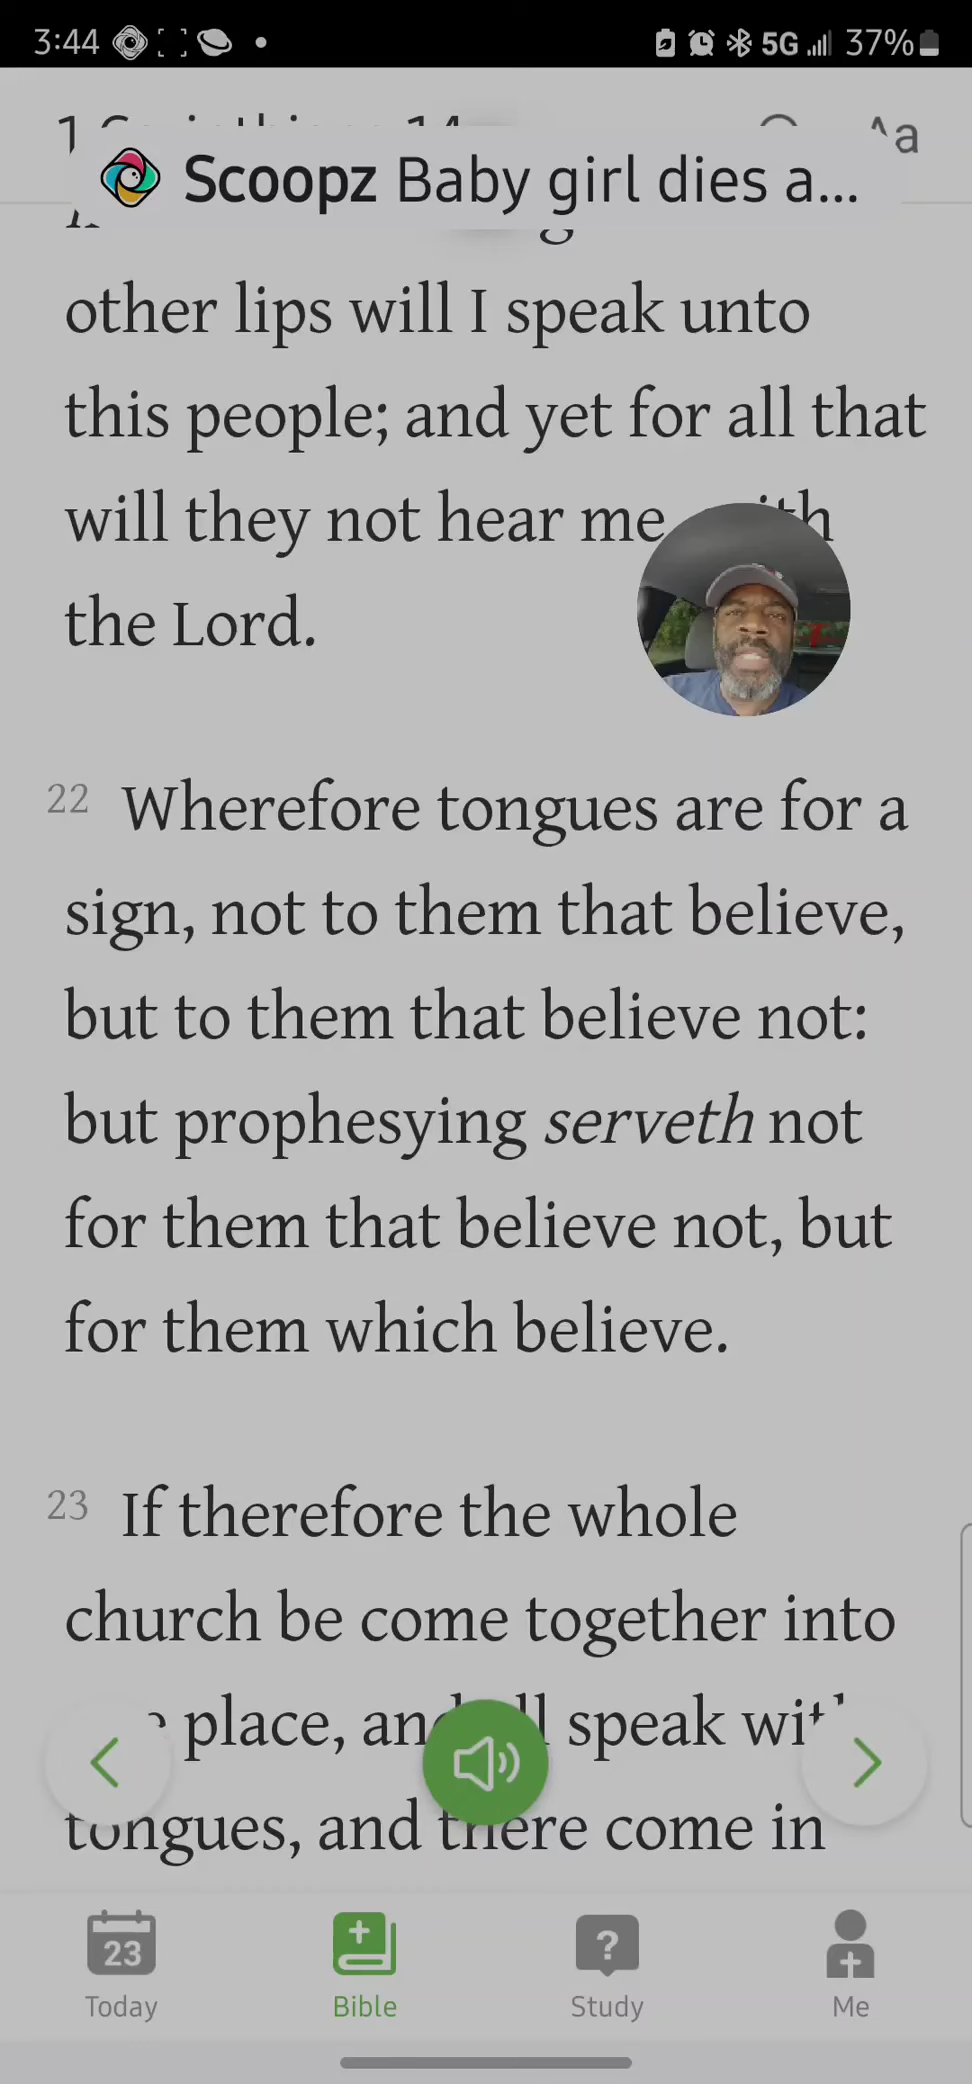 3:44
5G 37%
Scoopz Baby girl dies a...
other lips will I speak unto
this people; and yet for all that
will they not hear me
the Lord.
22 Wherefore tongues are for a
sign, not to them that believe,
but to them that believe not:
but prophesying serveth not
for them that believe not, but
for them which believe.
23 If therefore the whole
church be come together into
place, and all speak with
tongues, and there come in
23
Today
Bible
?
Study
Me